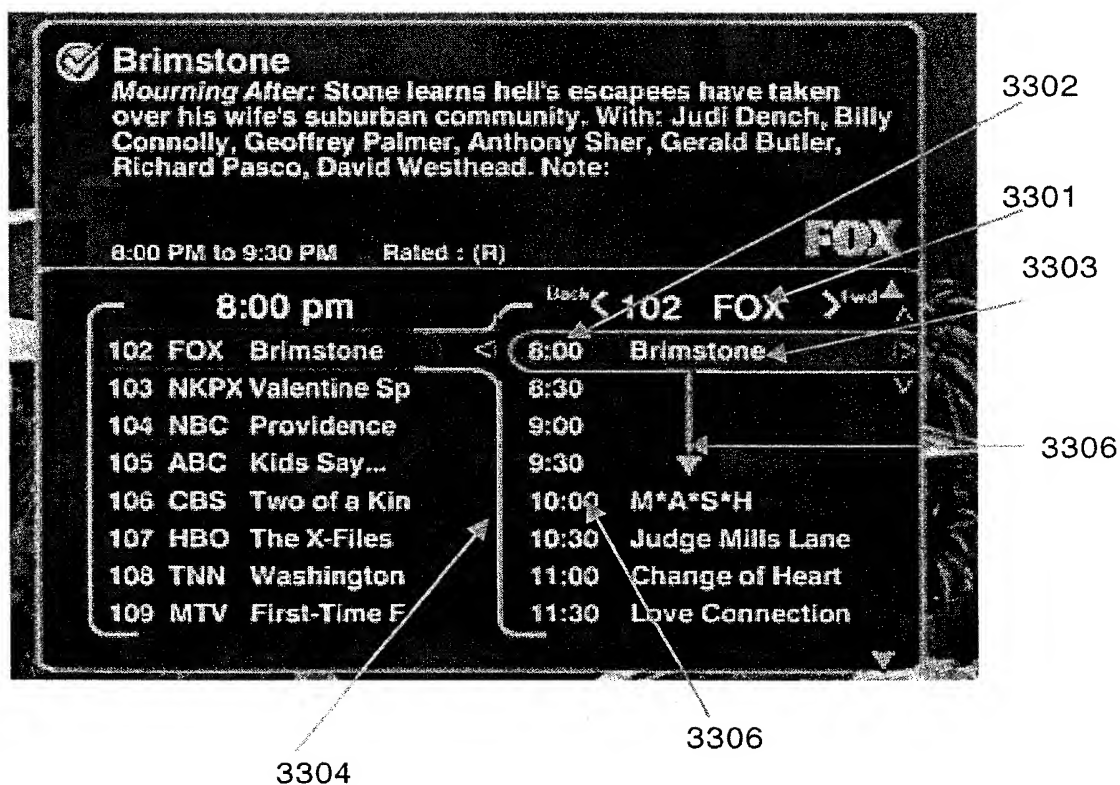 Brimstone
Mourning After: Stone learns hell's escapees have taken
over his wife's suburban community. With: Judi Dench, Billy
Connolly, Geoffrey Palmer, Anthony Sher, Gerald Butler,
Richard Pasco, David Westhead. Note:
FOX
8:00 PM to 9:30 PM Rated : (R)
8:00 pm
102 FOX Brimstone
103 NKPX Valentine Sp
104 NBC Providence
105 ABC Kids Say...
106 CBS Two of a Kin
107 HBO The X-Files
108 TNN Washington
109 MTV First-Time F
Back < 102 FOX > Fwd
8:00 Brimstone
8:30
9:00
9:30
10:00 M*A*S*H
10:30 Judge Mills Lane
11:00 Change of Heart
11:30 Love Connection
3302
3301
3303
3306
3306
3304